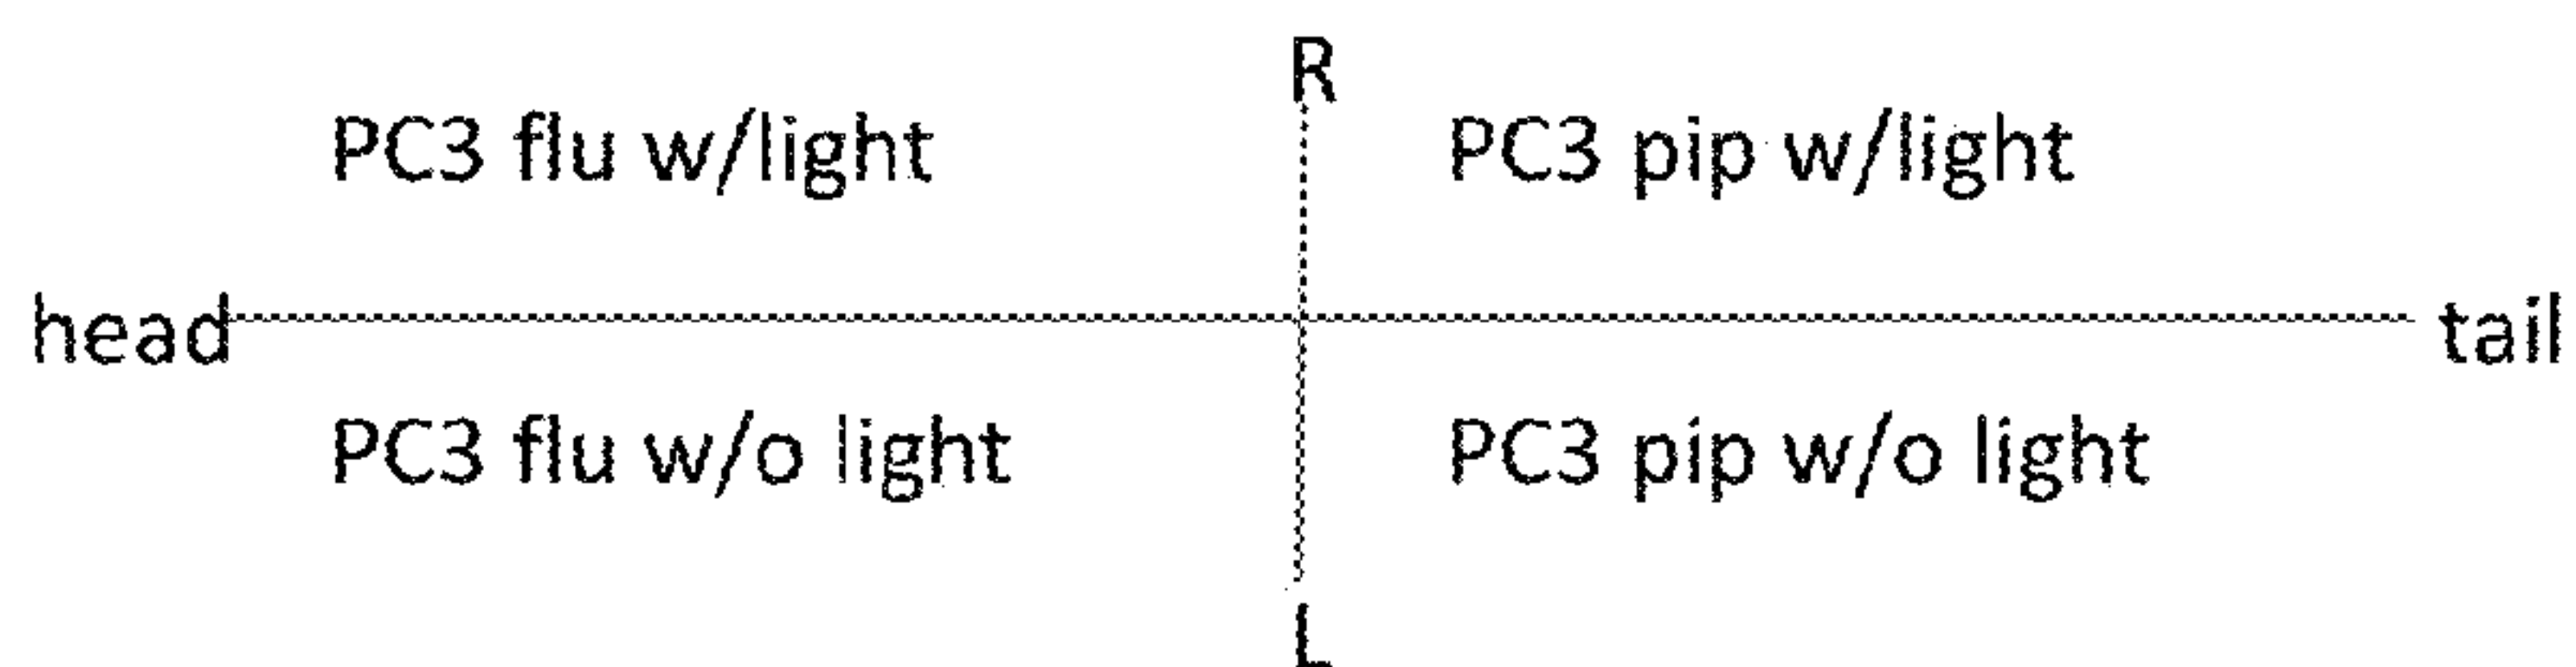 R
PC3 flu w/light
PC3 pip w/light
head
tail
PC3 flu w/o light
PC3 pip w/o light
L